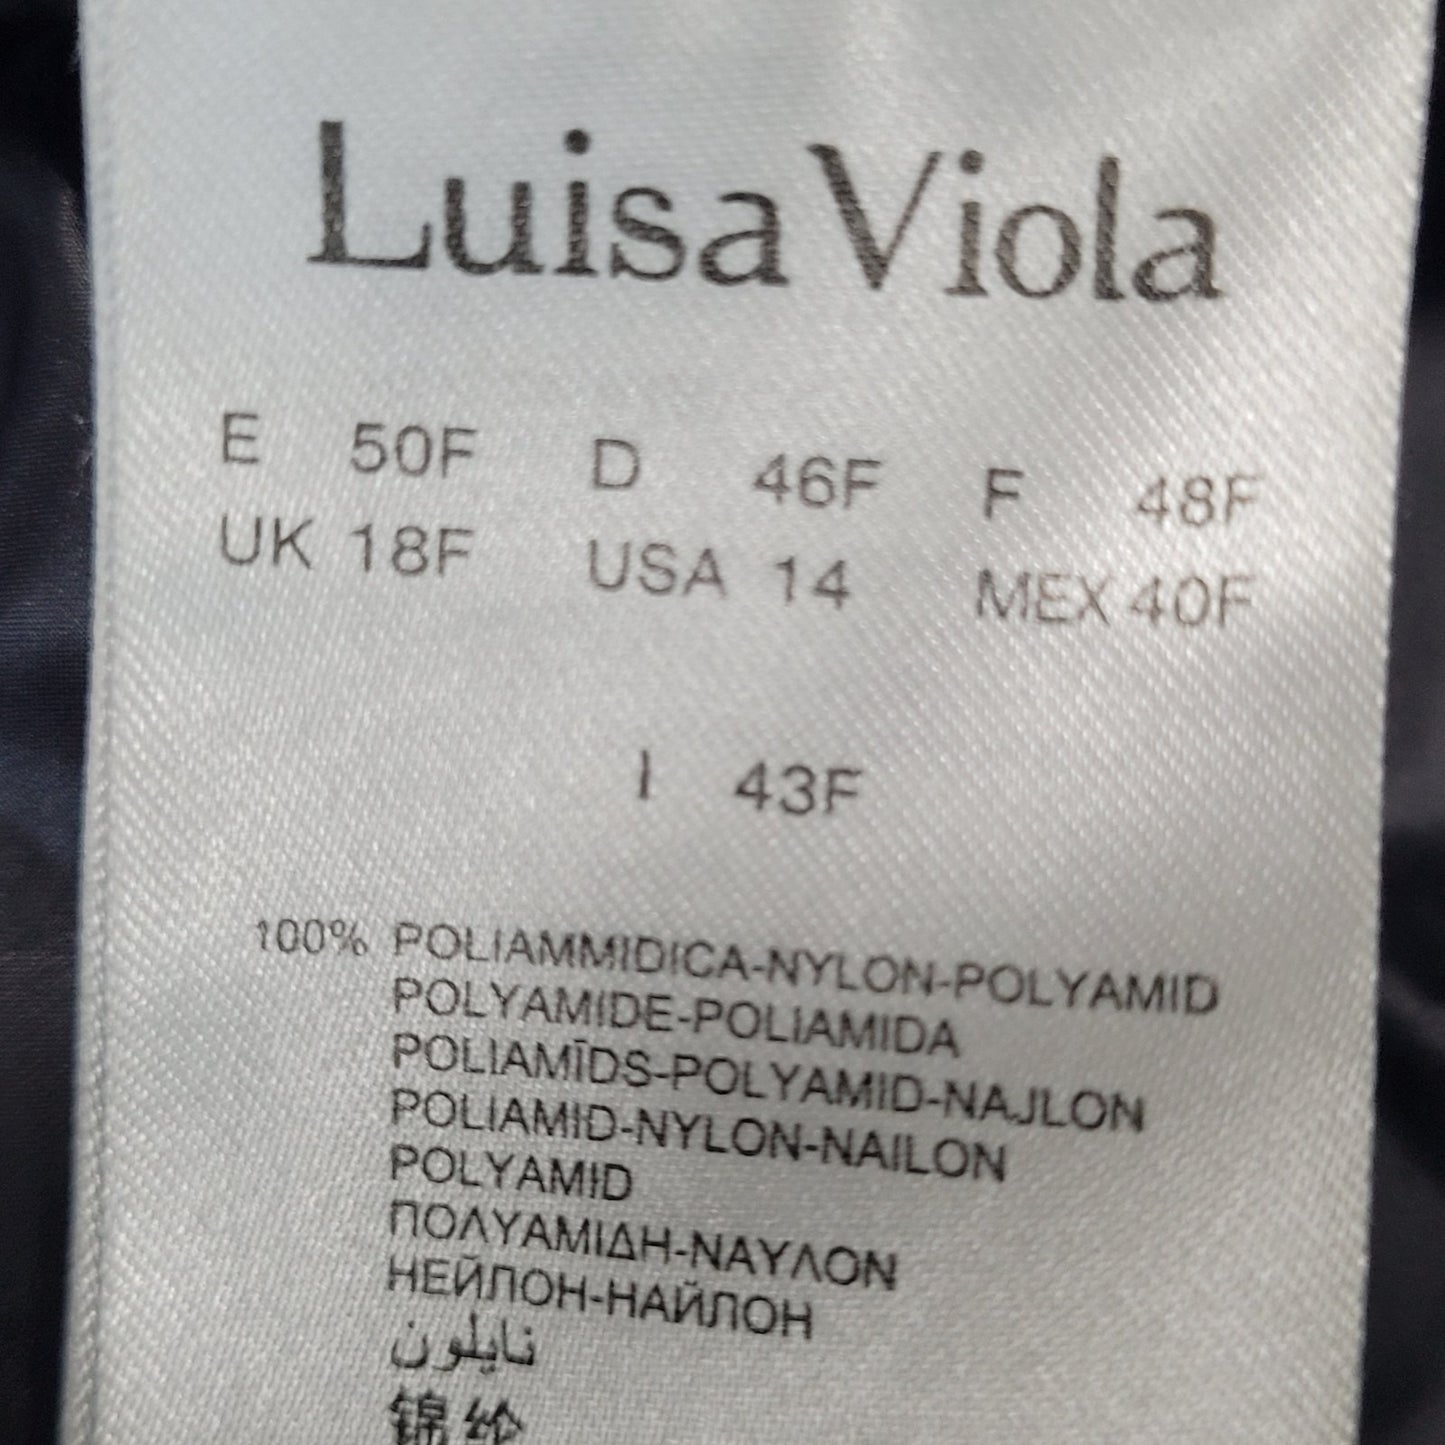 Luisa Viola
E 50F D 46F F 48F
UK 18F USA 14 MEX 40F
I 43F
100% POLIAMMIDICA-NYLON-POLYAMID
POLYAMIDE-POLIAMIDA
POLIAMĪDS-POLYAMID-NAJLON
POLIAMID-NYLON-NAILON
POLYAMID
ΠΟΛΥΑΜΙΔΗ-ΝΑΥΛΟΝ
НЕЙЛОН-НАЙЛОН
نايلون
锦纶